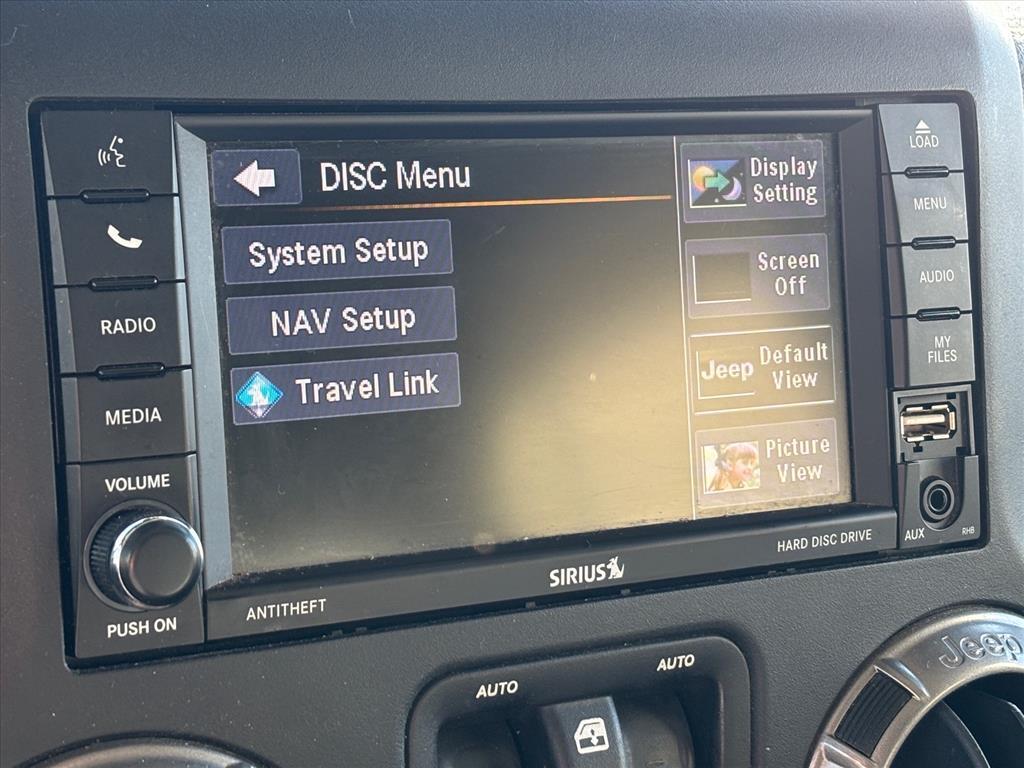 LOAD
MENU
AUDIO
MY
FILES
RADIO
MEDIA
VOLUME
PUSH ON
DISC Menu
System Setup
NAV Setup
Travel Link
Display
Setting
Screen
Off
Jeep
Default
View
Picture
View
ANTITHEFT
SIRIUS
HARD DISC DRIVE
AUX
RHB
AUTO
AUTO
Jeep